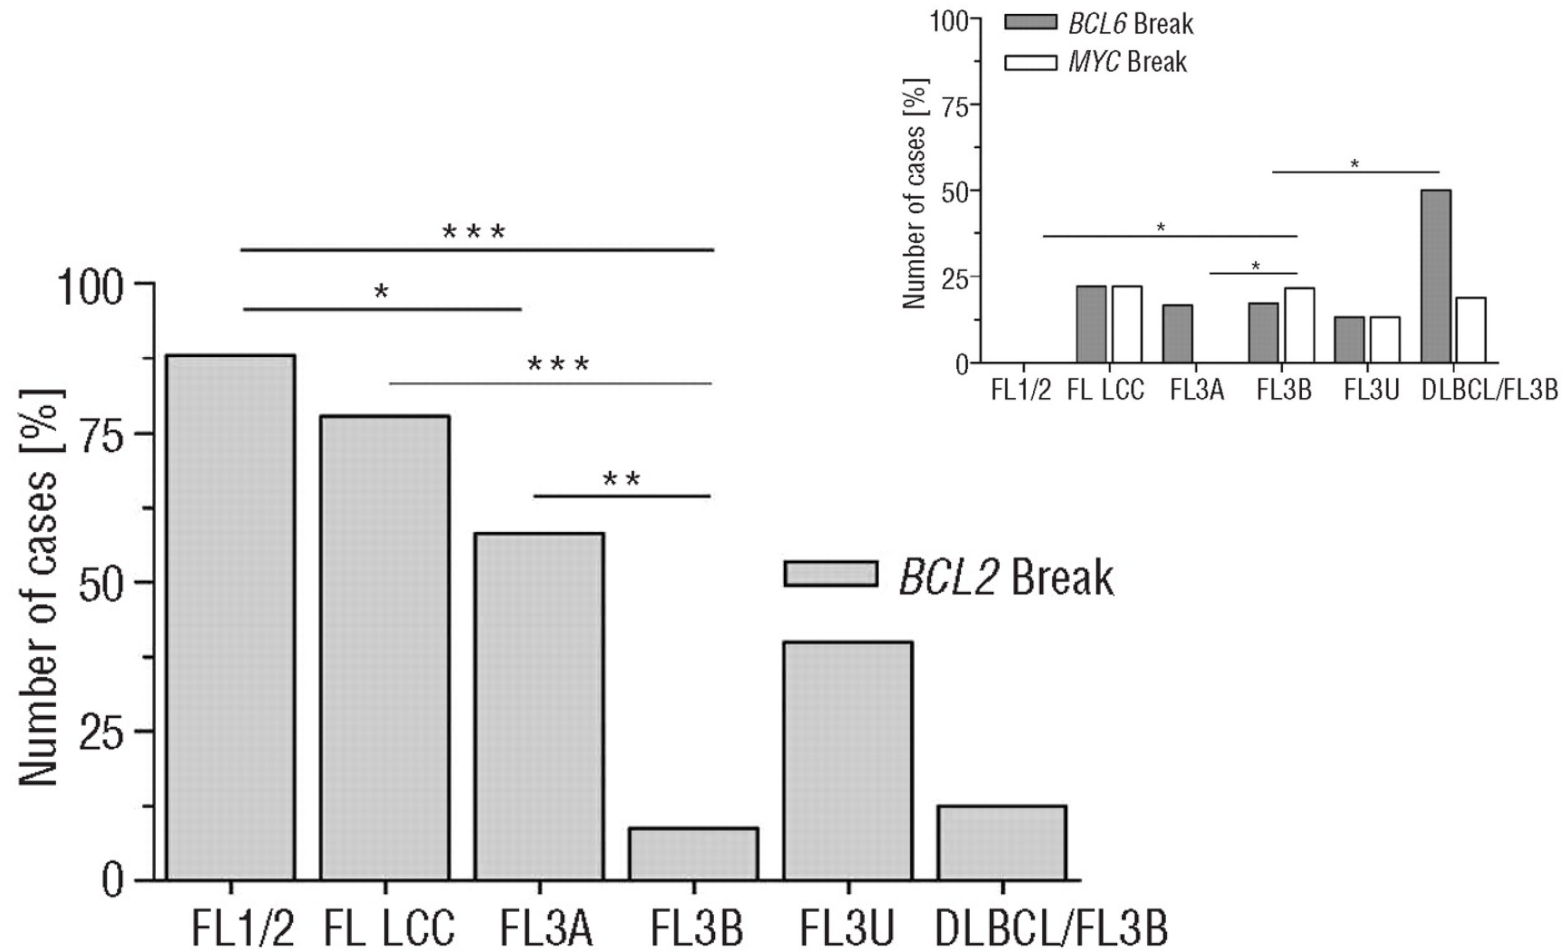 100
BCL6 Break
MYC Break
75
50
25
0
Number of cases [%]
*
*
*
FL1/2 FL LCC FL3A FL3B FL3U DLBCL/FL3B
***
*
***
**
100
75
50
25
0
Number of cases [%]
BCL2 Break
FL1/2 FL LCC FL3A FL3B FL3U DLBCL/FL3B